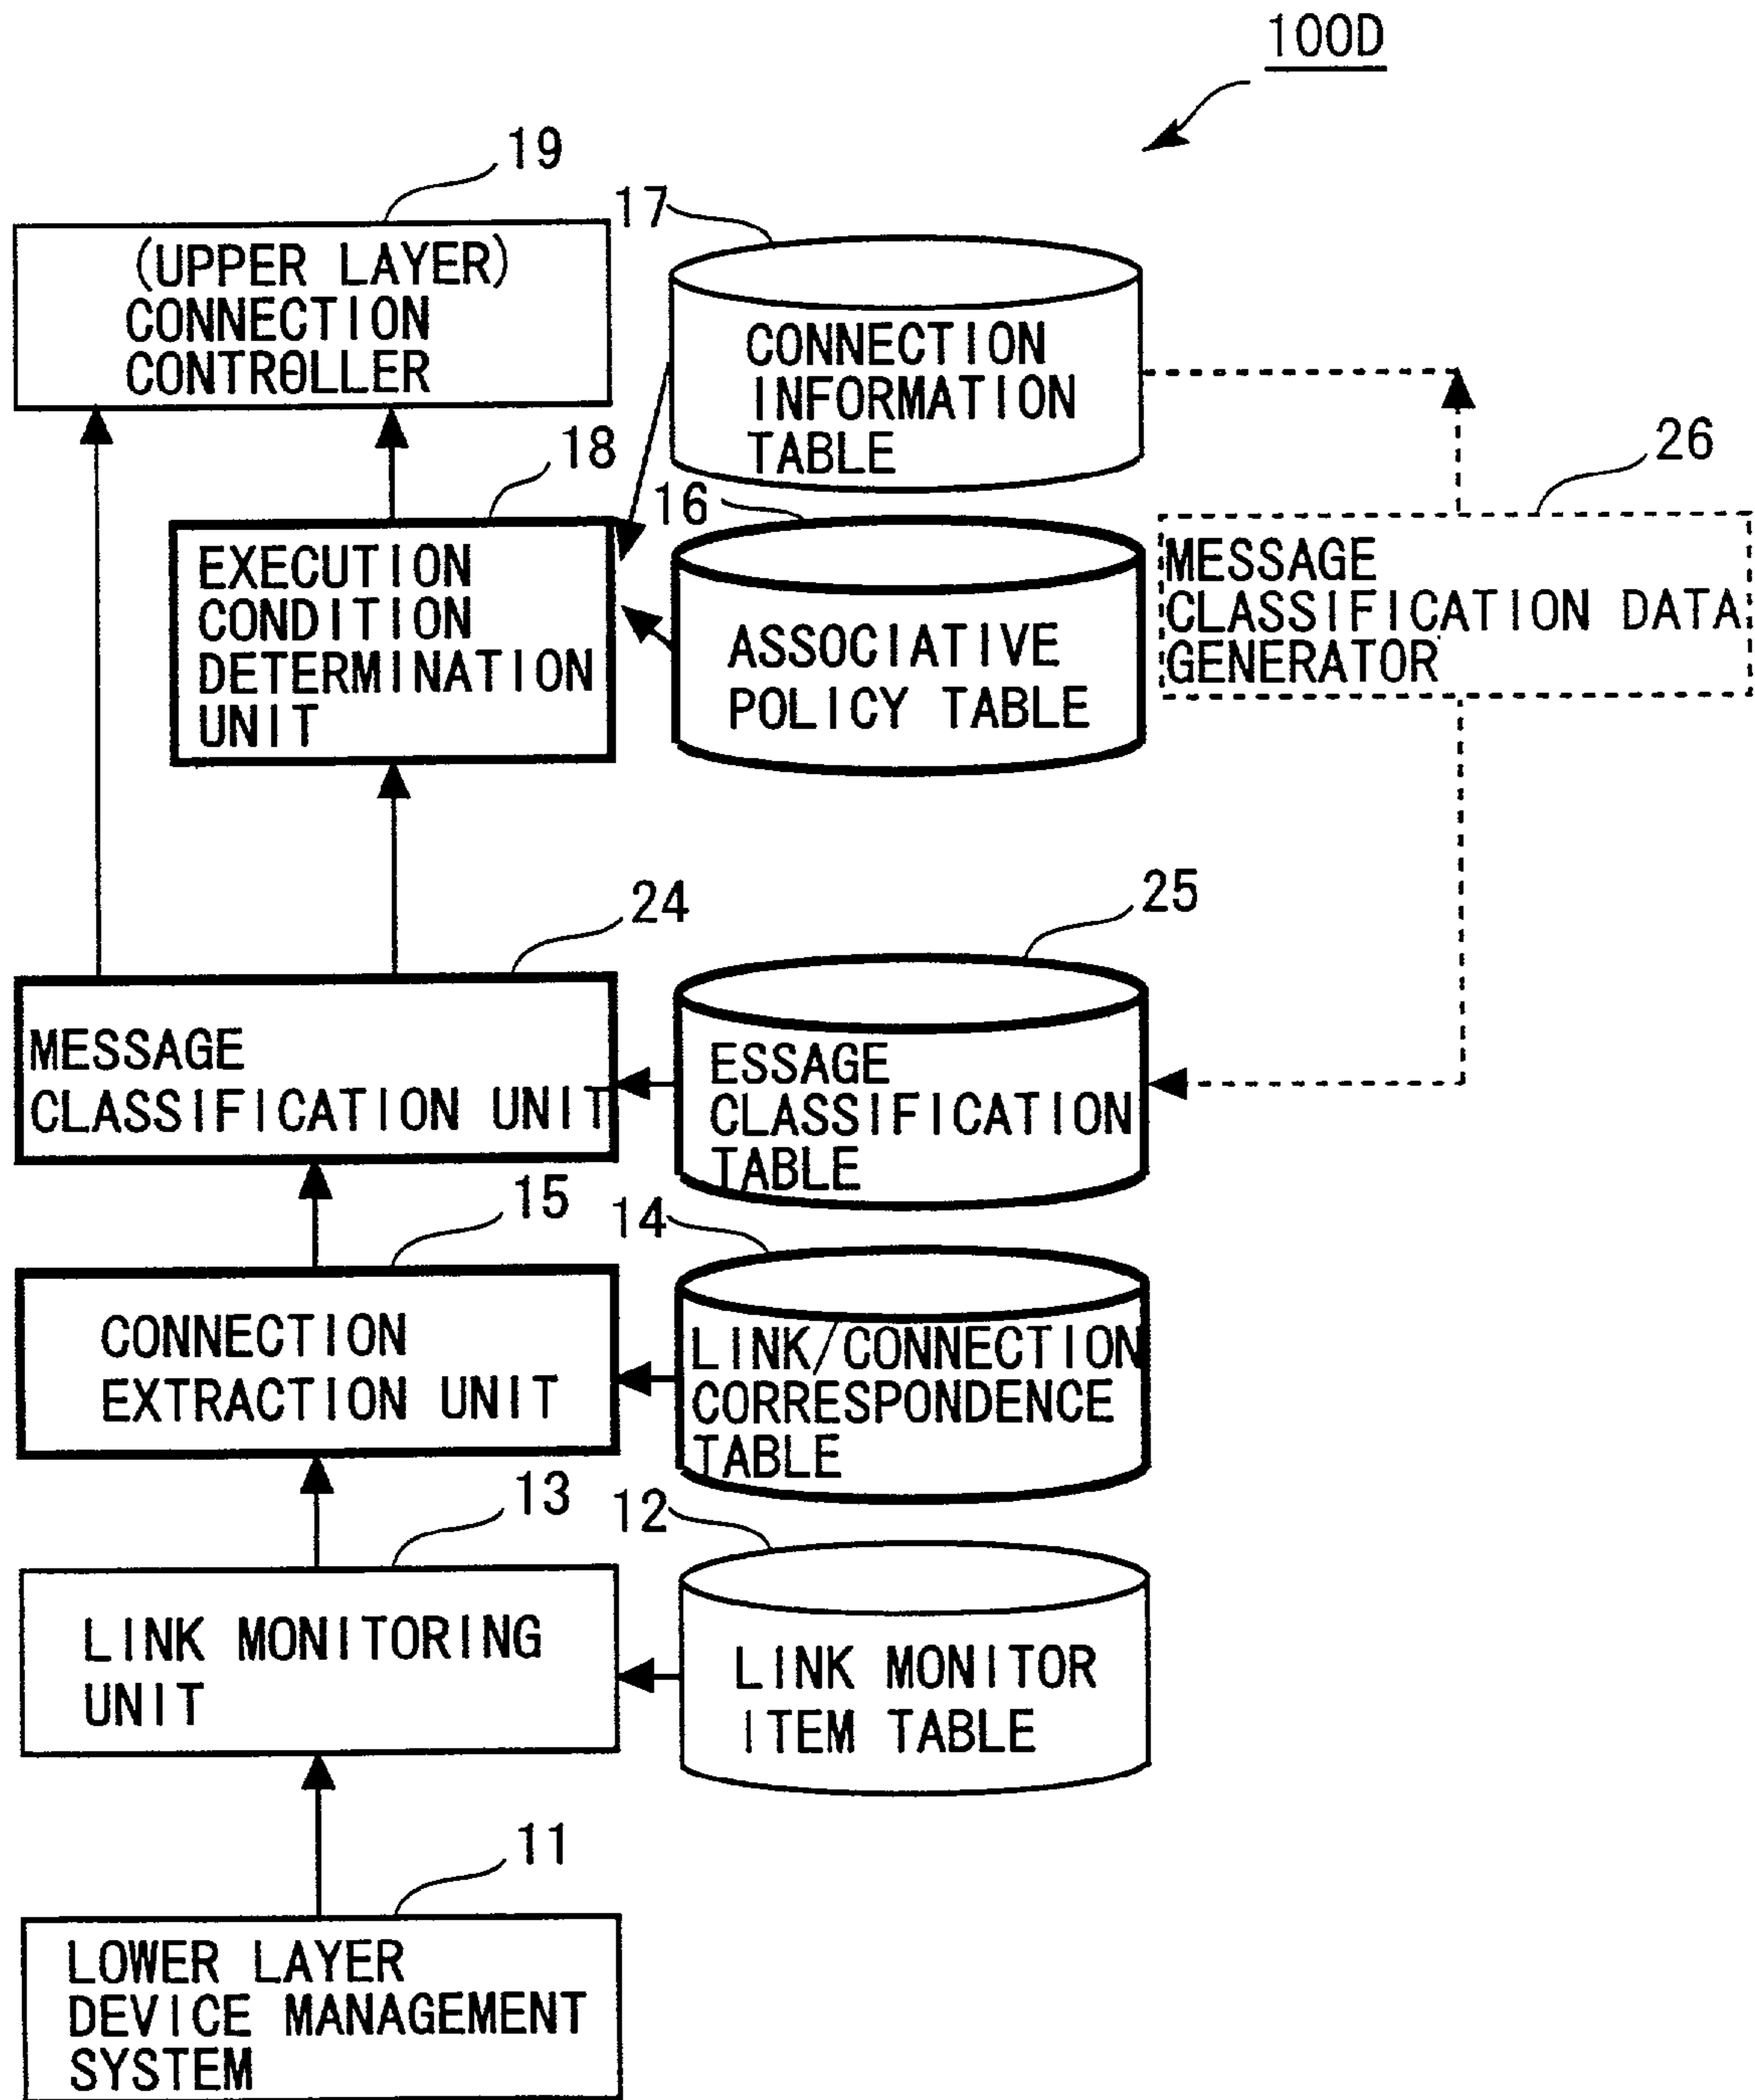 100D
19
(UPPER LAYER)
CONNECTION
CONTROLLER
17
CONNECTION
INFORMATION
TABLE
18
EXECUTION
CONDITION
DETERMINATION
UNIT
16
ASSOCIATIVE
POLICY TABLE
26
MESSAGE
CLASSIFICATION DATA
GENERATOR
24
MESSAGE
CLASSIFICATION UNIT
25
ESSAGE
CLASSIFICATION
TABLE
15
CONNECTION
EXTRACTION UNIT
14
LINK/CONNECTION
CORRESPONDENCE
TABLE
13
LINK MONITORING
UNIT
12
LINK MONITOR
ITEM TABLE
11
LOWER LAYER
DEVICE MANAGEMENT
SYSTEM